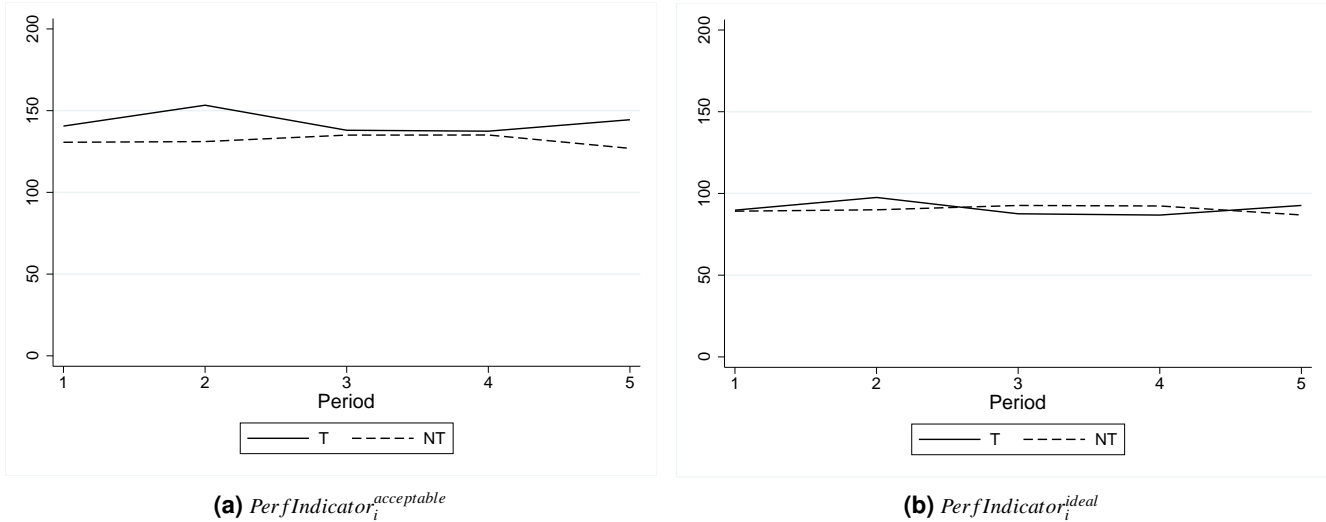 200
150
100
50
0
1 2 3 4 5
Period
T NT
(a) PerfIndicator_i^acceptable
200
150
100
50
0
1 2 3 4 5
Period
T NT
(b) PerfIndicator_i^ideal